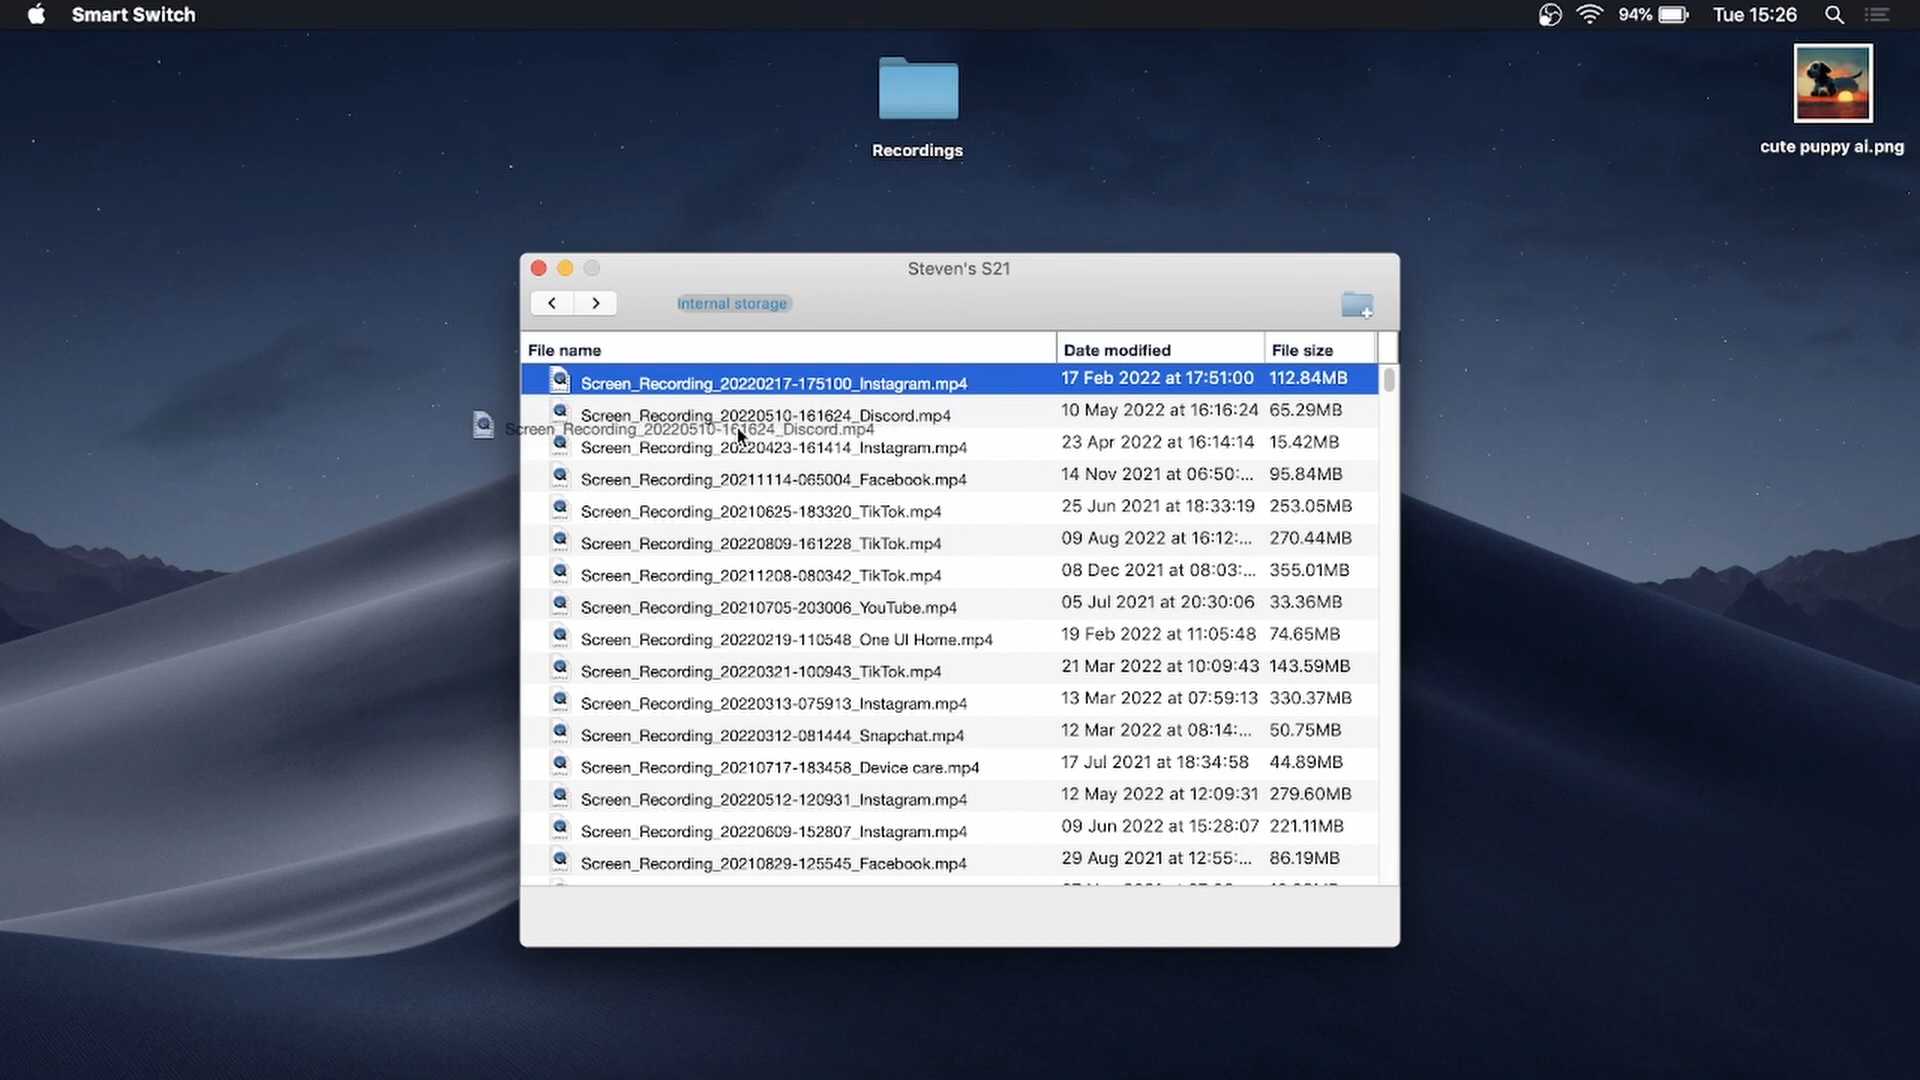 Smart Switch
94%
Tue 15:26
Recordings
cute puppy ai.png
Steven's S21
Internal storage
File name Date modified File size
Screen_Recording_20220217-175100_Instagram.mp4 17 Feb 2022 at 17:51:00 112.84MB
Screen_Recording_20220510-161624_Discord.mp4 10 May 2022 at 16:16:24 65.29MB
Screen_Recording_20220510-161624_Discord.mp4
Screen_Recording_20220423-161414_Instagram.mp4 23 Apr 2022 at 16:14:14 15.42MB
Screen_Recording_20211114-065004_Facebook.mp4 14 Nov 2021 at 06:50:... 95.84MB
Screen_Recording_20210625-183320_TikTok.mp4 25 Jun 2021 at 18:33:19 253.05MB
Screen_Recording_20220809-161228_TikTok.mp4 09 Aug 2022 at 16:12:... 270.44MB
Screen_Recording_20211208-080342_TikTok.mp4 08 Dec 2021 at 08:03:... 355.01MB
Screen_Recording_20210705-203006_YouTube.mp4 05 Jul 2021 at 20:30:06 33.36MB
Screen_Recording_20220219-110548_One UI Home.mp4 19 Feb 2022 at 11:05:48 74.65MB
Screen_Recording_20220321-100943_TikTok.mp4 21 Mar 2022 at 10:09:43 143.59MB
Screen_Recording_20220313-075913_Instagram.mp4 13 Mar 2022 at 07:59:13 330.37MB
Screen_Recording_20220312-081444_Snapchat.mp4 12 Mar 2022 at 08:14:... 50.75MB
Screen_Recording_20210717-183458_Device care.mp4 17 Jul 2021 at 18:34:58 44.89MB
Screen_Recording_20220512-120931_Instagram.mp4 12 May 2022 at 12:09:31 279.60MB
Screen_Recording_20220609-152807_Instagram.mp4 09 Jun 2022 at 15:28:07 221.11MB
Screen_Recording_20210829-125545_Facebook.mp4 29 Aug 2021 at 12:55:... 86.19MB